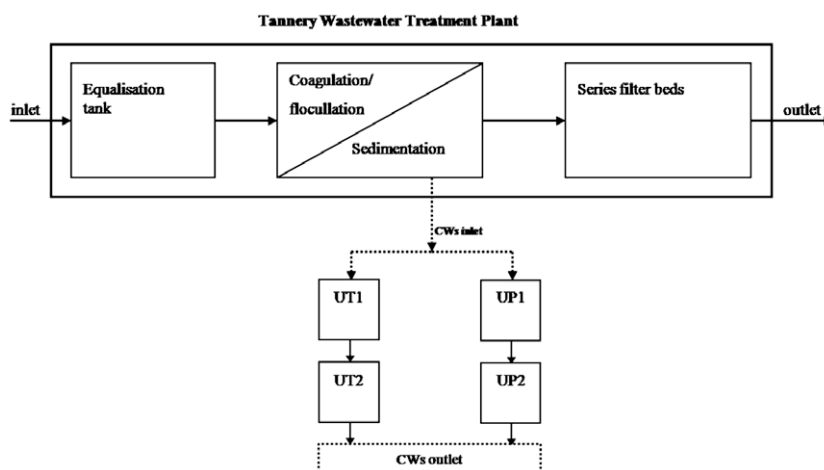 Tannery Wastewater Treatment Plant
inlet
Equalisation
tank
Coagulation/
flocullation
Sedimentation
Series filter beds
outlet
CWs inlet
UT1
UP1
UT2
UP2
CWs outlet